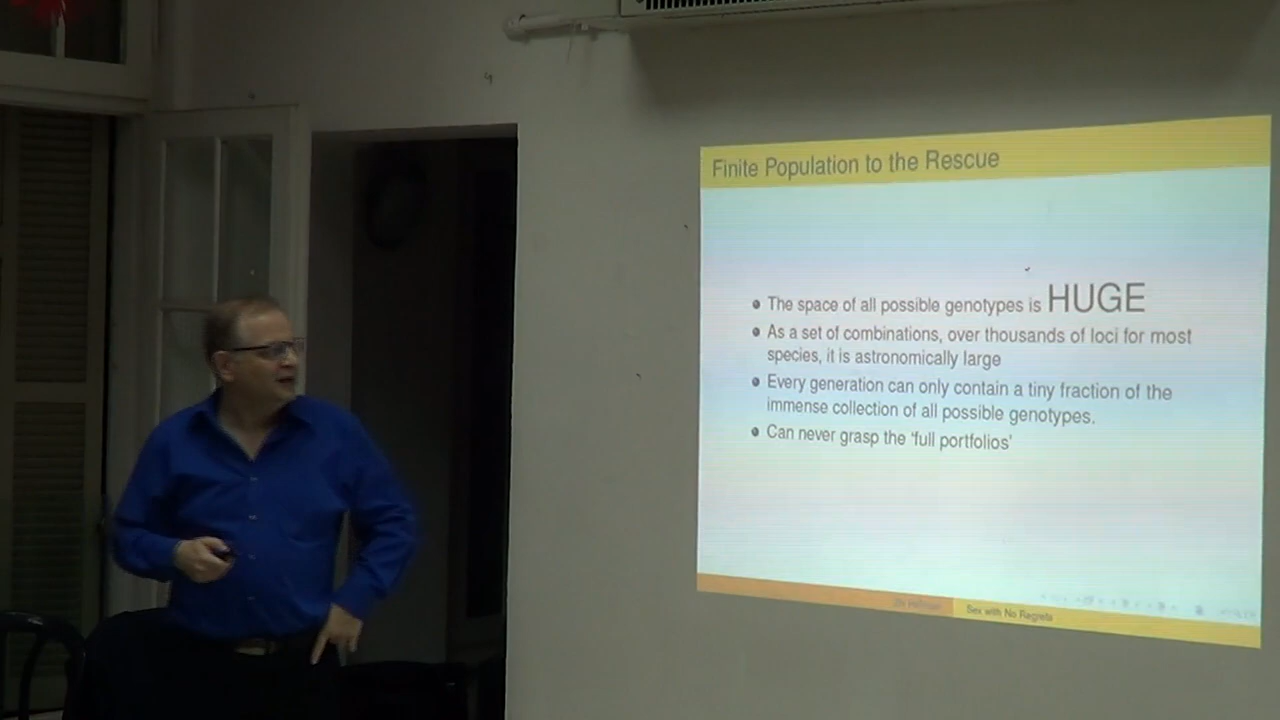 Finite Population to the Rescue
The space of all possible genotypes is HUGE
As a set of combinations, over thousands of loci for most
species, it is astronomically large
Every generation can only contain a tiny fraction of the
immense collection of all possible genotypes.
Can never grasp the 'full portfolios'
Sex with No Regrets